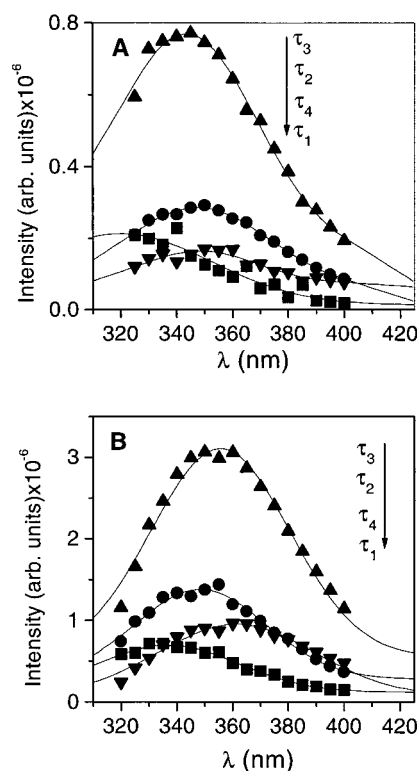 A
Intensity (arb. units)x10⁻⁶
0.8
0.4
0.0
τ₃
τ₂
τ₄
τ₁
320 340 360 380 400 420
λ (nm)
B
Intensity (arb. units)x10⁻⁶
3
2
1
0
τ₃
τ₂
τ₄
τ₁
320 340 360 380 400 420
λ (nm)